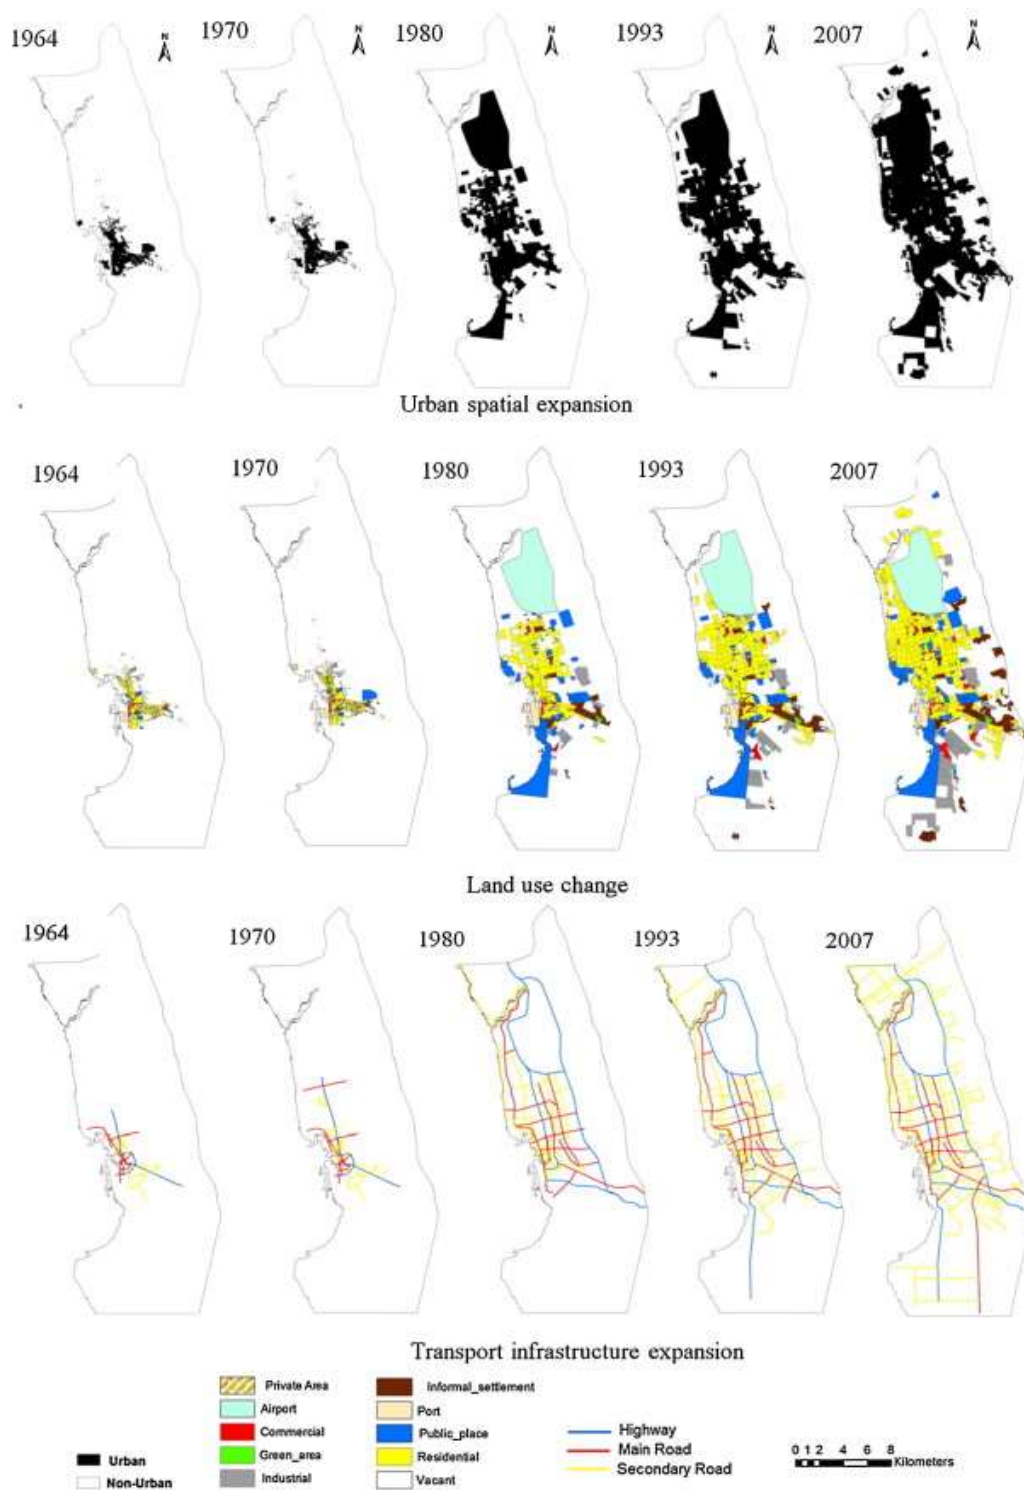 1964 1970 1980 1993 2007
N N N N N
Urban spatial expansion
1964 1970 1980 1993 2007
Land use change
1964 1970 1980 1993 2007
Transport infrastructure expansion
Private Area Informal_settlement
Airport Port
Commercial Public_place Highway
Green_area Residential Main Road
Urban Industrial Vacant Secondary Road 0 1 2 4 6 8 Kilometers
Non-Urban